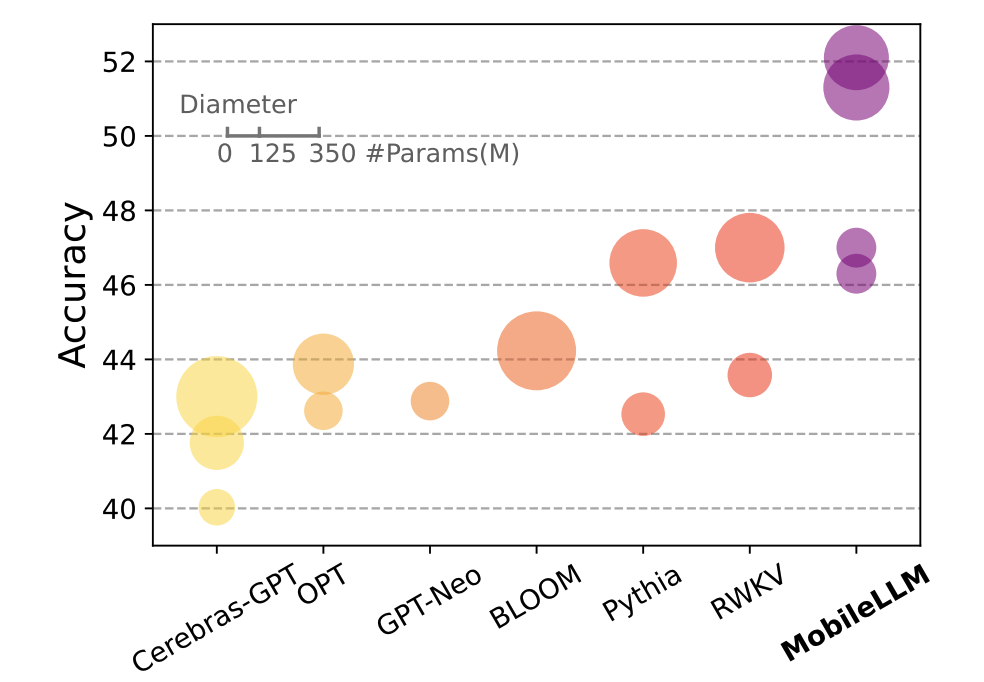 52
Diameter
50
0 125 350 #Params(M)
48
46
44
42
40
Accuracy
Cerebras-GPT
OPT
GPT-Neo
BLOOM
Pythia
RWKV
MobileLLM